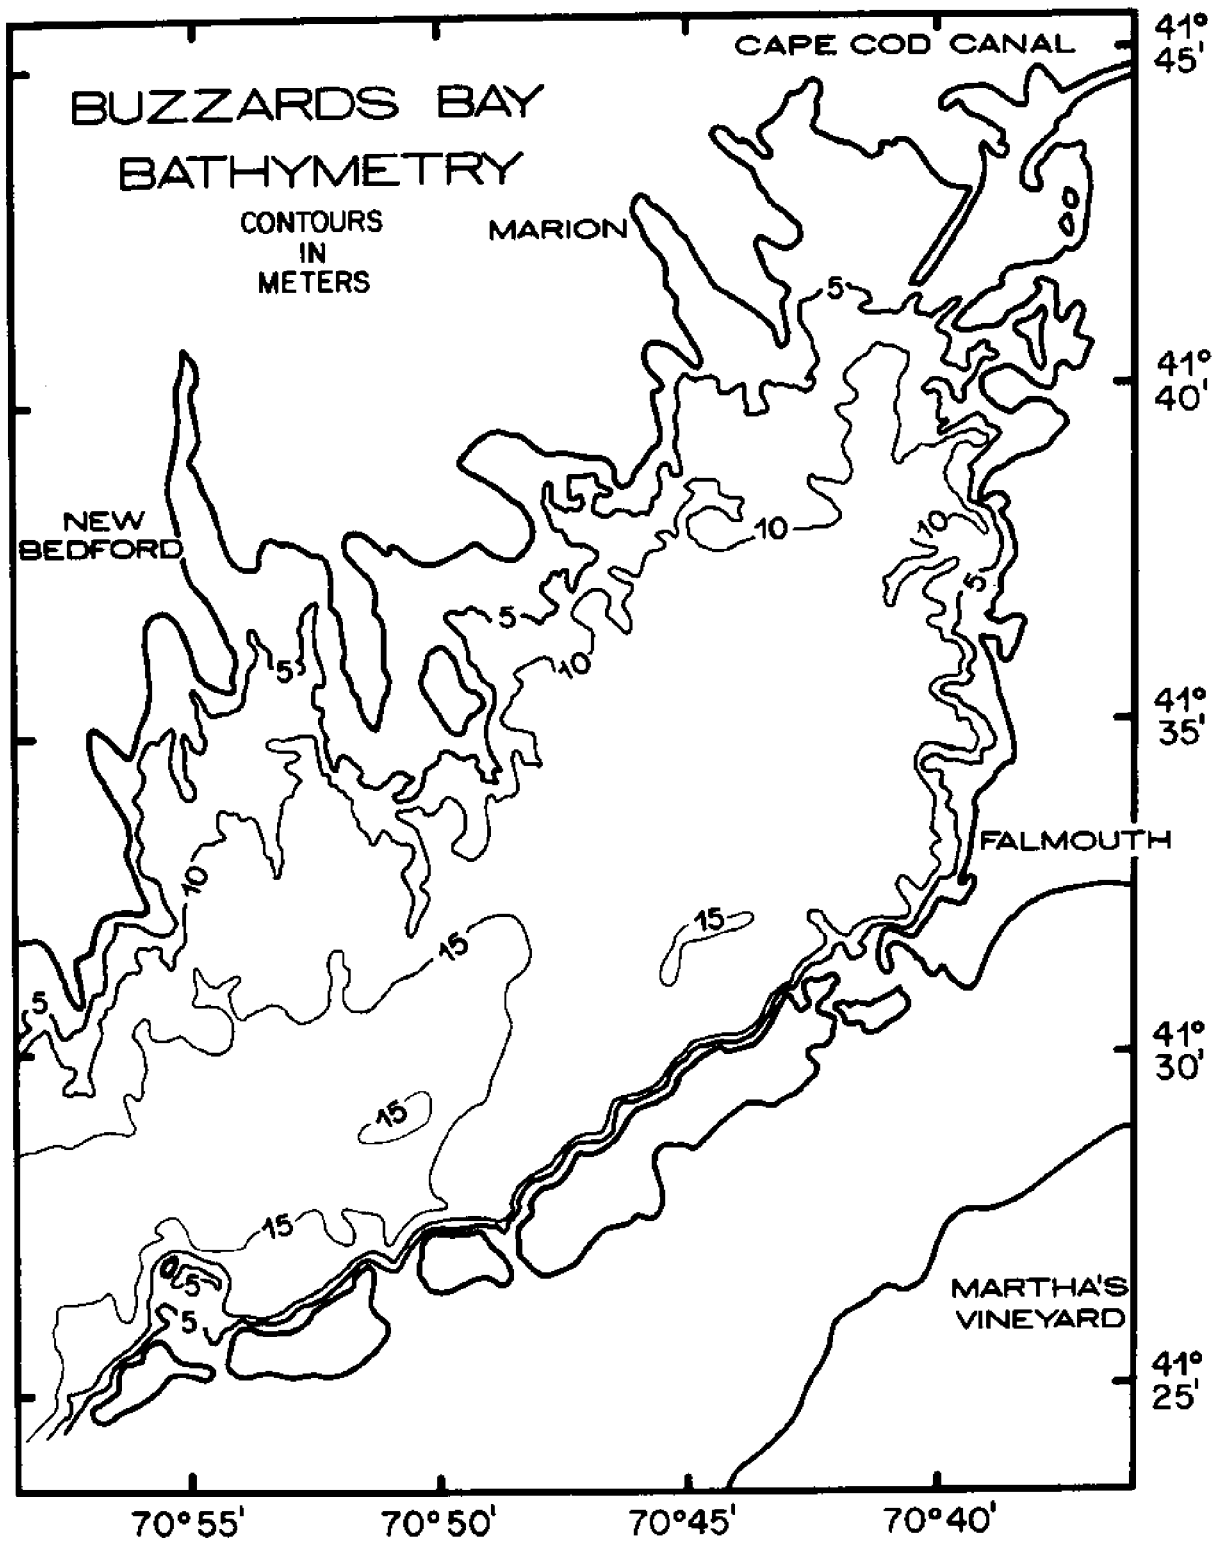 CAPE COD CANAL
41°
45'
BUZZARDS BAY
BATHYMETRY
CONTOURS
IN
METERS
MARION
5
41°
40'
NEW
BEDFORD
10
10
5
5
10
5
41°
35'
FALMOUTH
10
15
15
5
41°
30'
15
15
5
5
MARTHA'S
VINEYARD
41°
25'
70°55' 70°50' 70°45' 70°40'